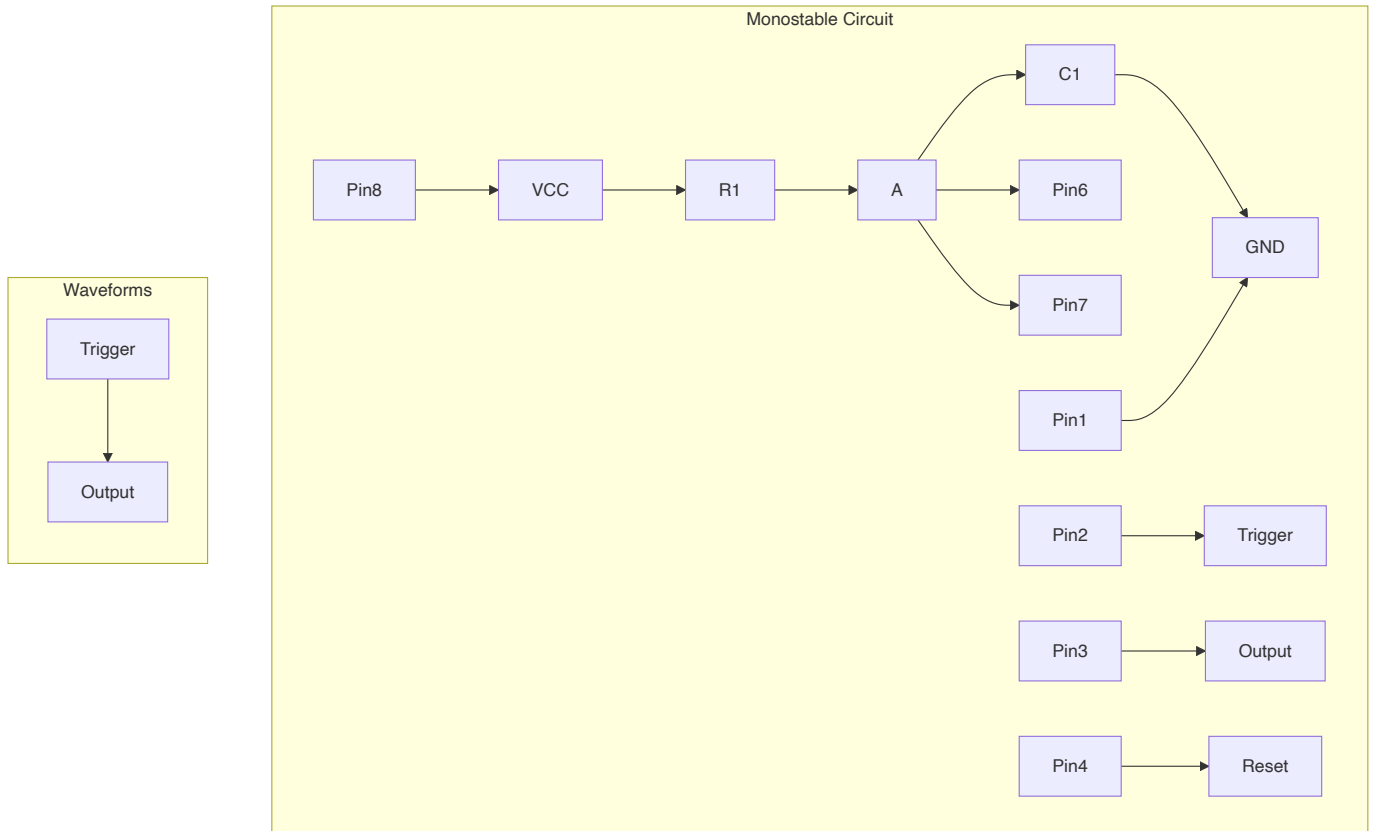 Monostable Circuit
C1
Pin8
VCC
R1
A
Pin6
GND
Pin7
Pin1
Pin2
Trigger
Pin3
Output
Pin4
Reset
Waveforms
Trigger
Output